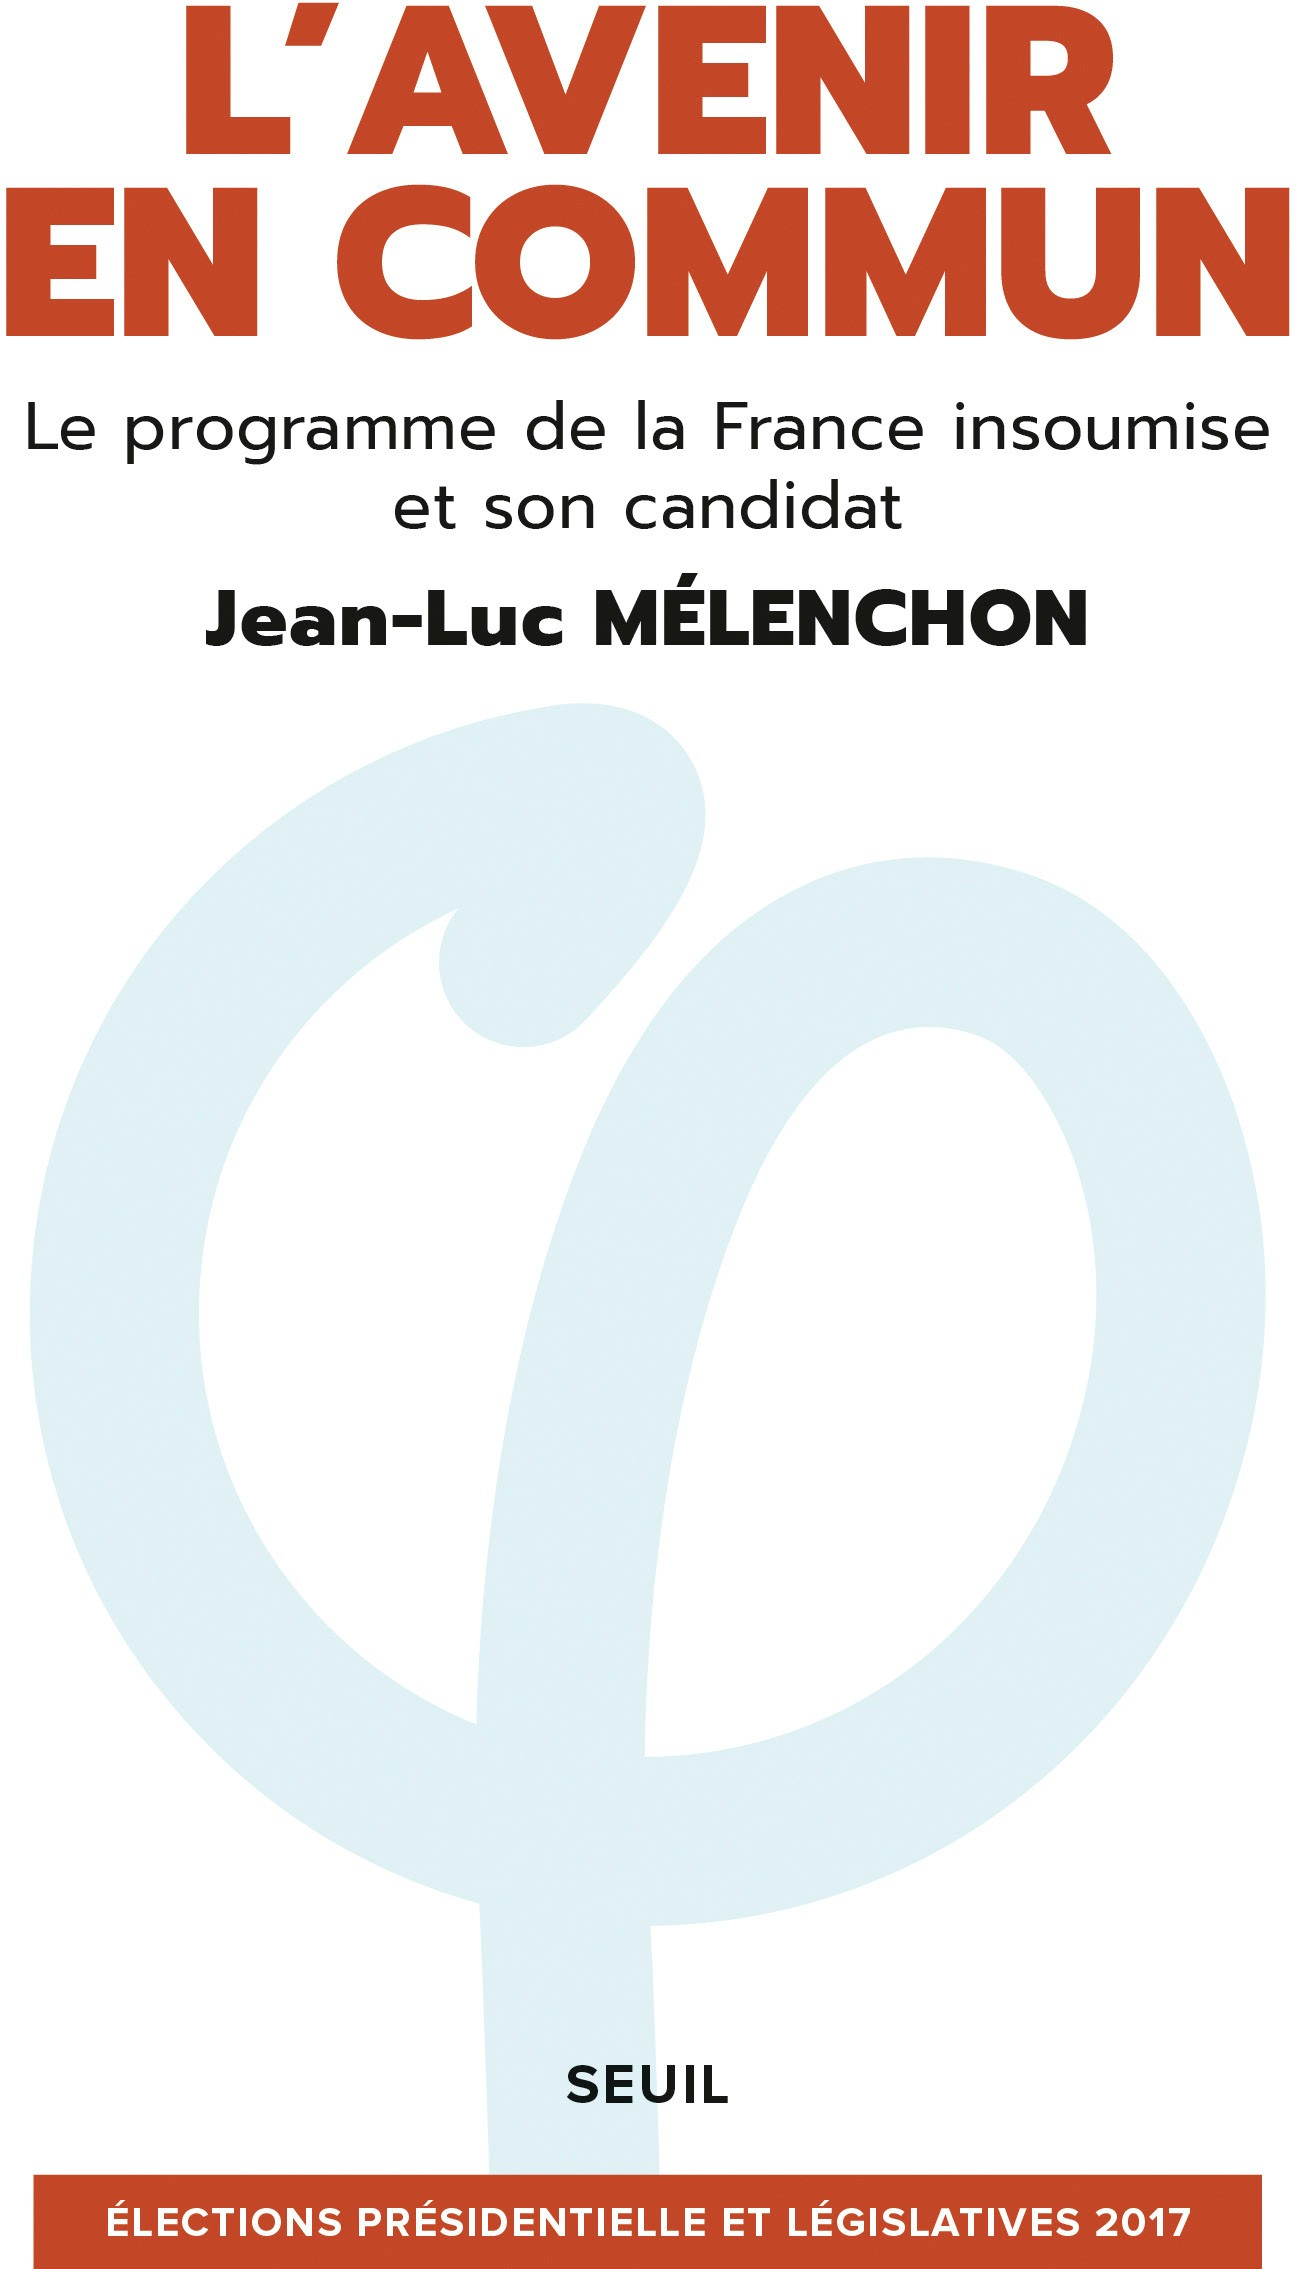 L'AVENIR
EN COMMUN
Le programme de la France insoumise
et son candidat
Jean-Luc MÉLENCHON
SEUIL
ÉLECTIONS PRÉSIDENTIELLE ET LÉGISLATIVES 2017